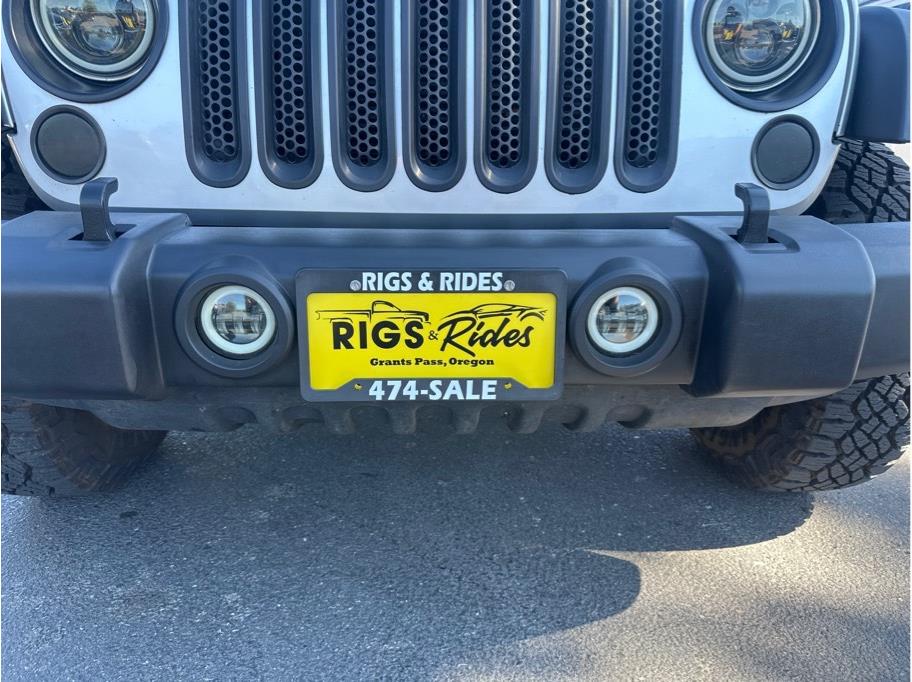 RIGS & RIDES
RIGS & Rides
Grants Pass, Oregon
474-SALE